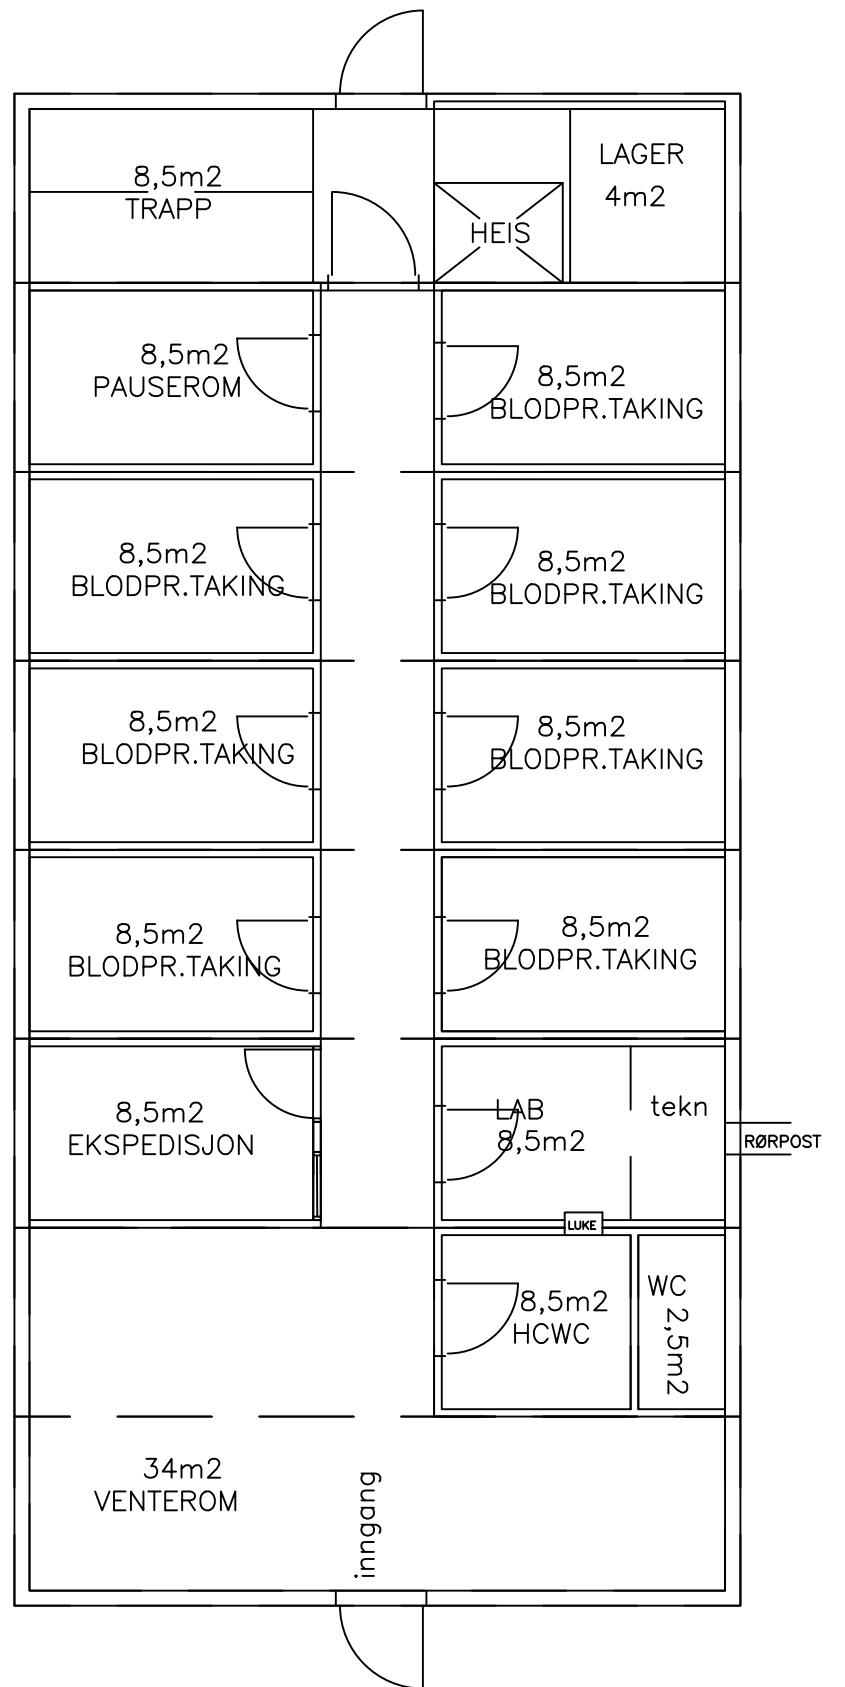 8,5m2
TRAPP
LAGER
4m2
HEIS
8,5m2
PAUSEROM
8,5m2
BLODPR.TAKING
8,5m2
BLODPR.TAKING
8,5m2
BLODPR.TAKING
8,5m2
BLODPR.TAKING
8,5m2
BLODPR.TAKING
8,5m2
BLODPR.TAKING
8,5m2
BLODPR.TAKING
8,5m2
EKSPEDISJON
LAB
8,5m2
tekn
RØRPOST
LUKE
8,5m2
HCWC
WC
2,5m2
34m2
VENTEROM
inngang